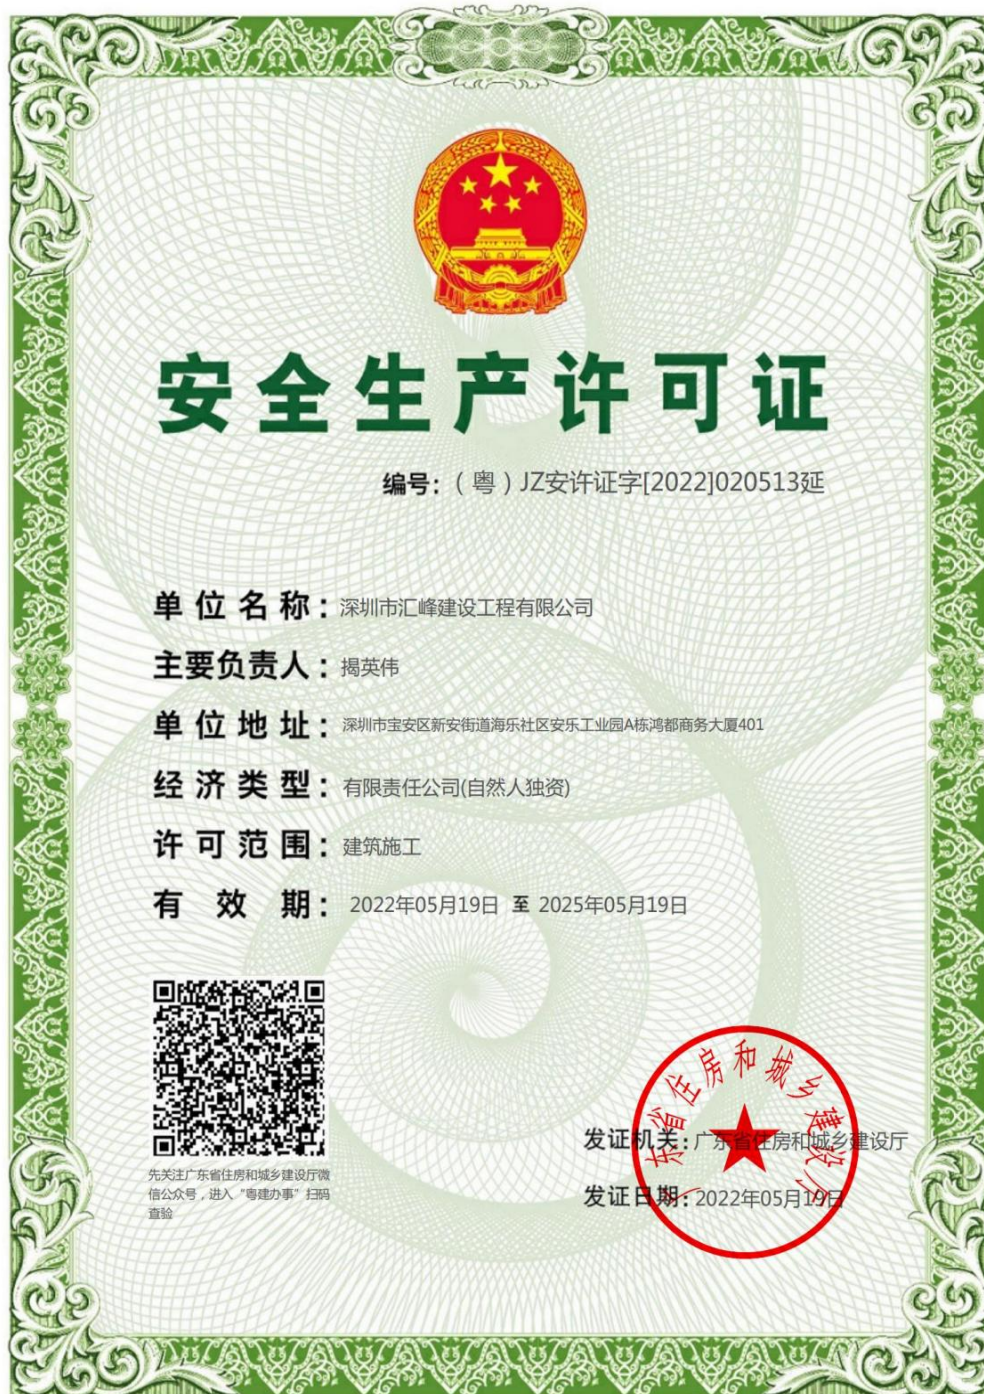 安全生产许可证
编号：（粤）JZ安许证字[2022]020513延
单位名称：深圳市汇峰建设工程有限公司
主要负责人：揭英伟
单位地址：深圳市宝安区新安街道海乐社区安乐工业园A栋鸿都商务大厦401
经济类型：有限责任公司(自然人独资)
许可范围：建筑施工
有效期：2022年05月19日 至 2025年05月19日
先关注广东省住房和城乡建设厅微
信公众号，进入“粤建办事”扫码
查验
广东省住房和城乡建设厅
发证机关：广东省住房和城乡建设厅
发证日期：2022年05月19日